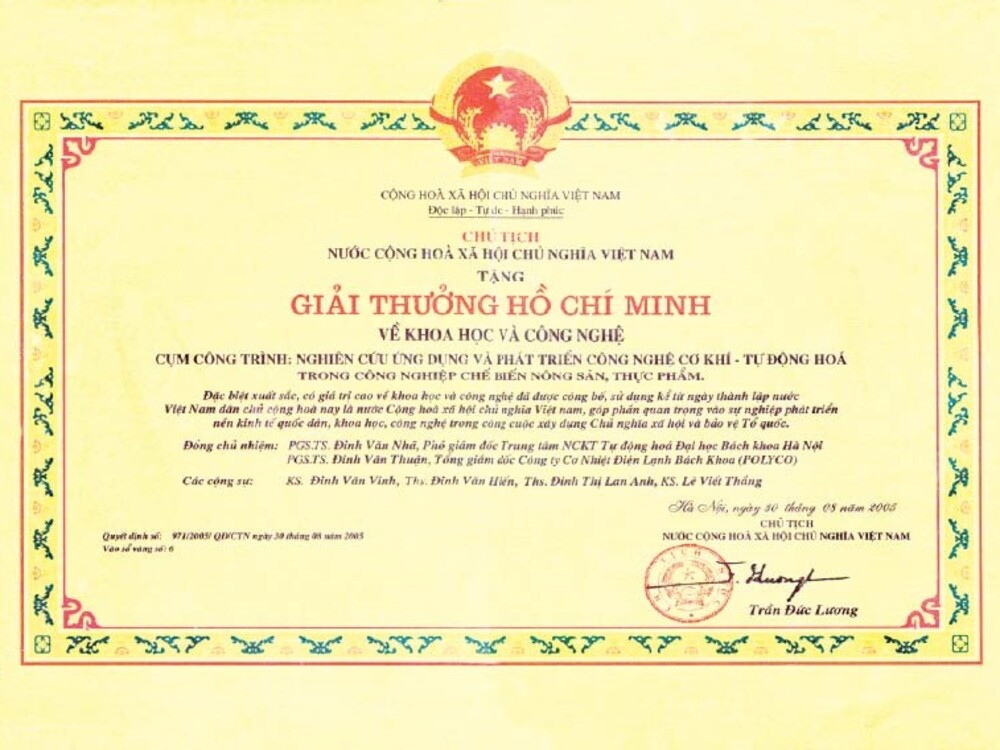 VIỆT NAM
CỘNG HOÀ XÃ HỘI CHỦ NGHĨA VIỆT NAM
Độc lập - Tự do - Hạnh phúc
CHỦ TỊCH
NƯỚC CỘNG HOÀ XÃ HỘI CHỦ NGHĨA VIỆT NAM
TẶNG
GIẢI THƯỞNG HỒ CHÍ MINH
VỀ KHOA HỌC VÀ CÔNG NGHỆ
CỤM CÔNG TRÌNH: NGHIÊN CỨU ỨNG DỤNG VÀ PHÁT TRIỂN CÔNG NGHỆ CƠ KHÍ - TỰ ĐỘNG HOÁ
TRONG CÔNG NGHIỆP CHẾ BIẾN NÔNG SẢN, THỰC PHẨM.
Đặc biệt xuất sắc, có giá trị cao về khoa học và công nghệ đã được công bố, sử dụng kể từ ngày thành lập nước
Việt Nam dân chủ cộng hoà nay là nước Cộng hoà xã hội chủ nghĩa Việt Nam, góp phần quan trọng vào sự nghiệp phát triển
nền kinh tế quốc dân, khoa học, công nghệ trong công cuộc xây dựng Chủ nghĩa xã hội và bảo vệ Tổ quốc.
Đồng chủ nhiệm: PGS.TS. Đinh Văn Nhã, Phó giám đốc Trung tâm NCKT Tự động hoá Đại học Bách khoa Hà Nội
PGS.TS. Đinh Văn Thuận, Tổng giám đốc Công ty Cơ Nhiệt Điện Lạnh Bách Khoa (POLYCO)
Các cộng sự: KS. Đinh Văn Vinh, Ths. Đinh Văn Hiến, Ths. Đinh Thị Lan Anh, KS. Lê Viết Thắng
Hà Nội, ngày 30 tháng 08 năm 2005
CHỦ TỊCH
NƯỚC CỘNG HOÀ XÃ HỘI CHỦ NGHĨA VIỆT NAM
Quyết định số: 971/2005/ QĐ/CTN ngày 30 tháng 08 năm 2005
Vào sổ vàng số: 6
Trần Đức Lương